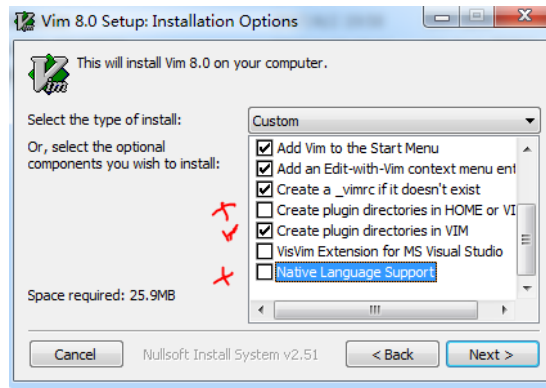 Vim 8.0 Setup: Installation Options
This will install Vim 8.0 on your computer.
Select the type of install:
Custom
Or, select the optional
components you wish to install:
Add Vim to the Start Menu
Add an Edit-with-Vim context menu ent
Create a _vimrc if it doesn't exist
Create plugin directories in HOME or VI
Create plugin directories in VIM
VisVim Extension for MS Visual Studio
Native Language Support
Space required: 25.9MB
Cancel
Nullsoft Install System v2.51
< Back
Next >